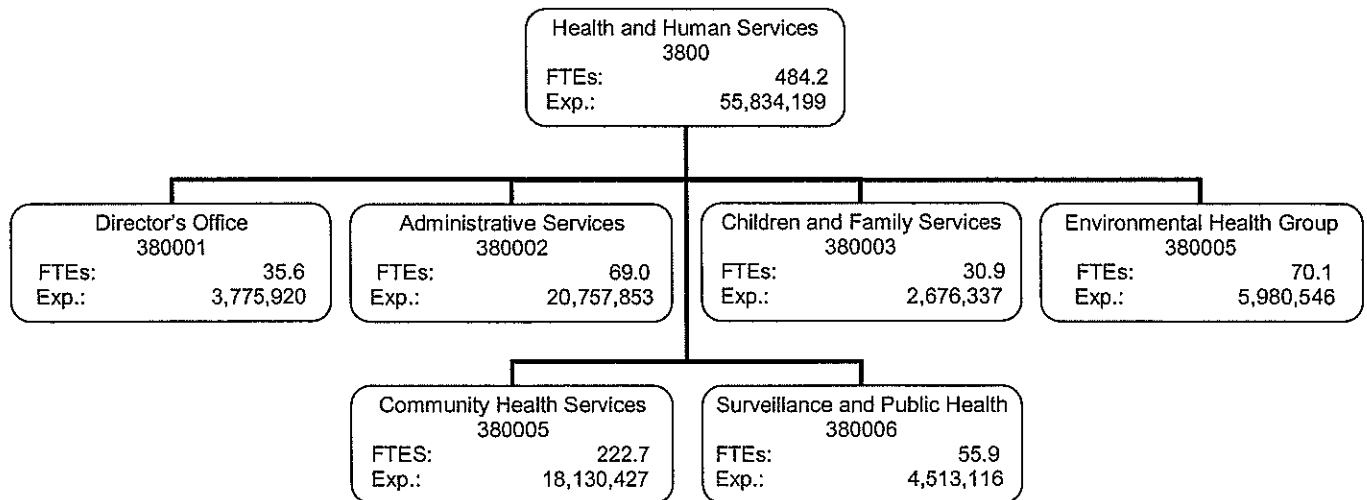 Health and Human Services
3800
FTEs: 484.2
Exp.: 55,834,199
Director's Office
380001
FTEs: 35.6
Exp.: 3,775,920
Administrative Services
380002
FTEs: 69.0
Exp.: 20,757,853
Children and Family Services
380003
FTEs: 30.9
Exp.: 2,676,337
Environmental Health Group
380005
FTEs: 70.1
Exp.: 5,980,546
Community Health Services
380005
FTES: 222.7
Exp.: 18,130,427
Surveillance and Public Health
380006
FTEs: 55.9
Exp.: 4,513,116